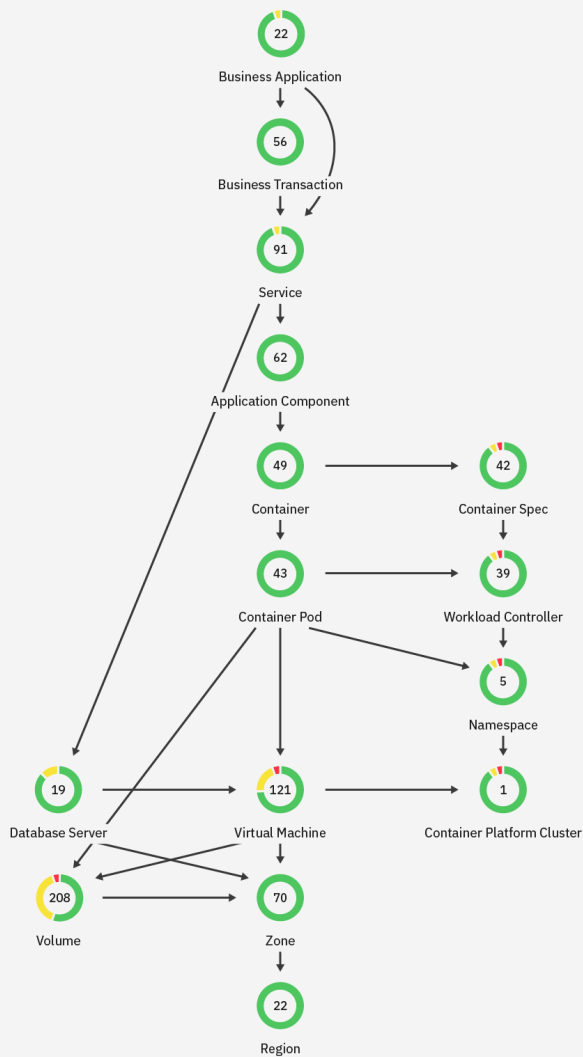 22
Business Application
56
Business Transaction
91
Service
62
Application Component
49
42
Container
Container Spec
43
39
Container Pod
Workload Controller
5
Namespace
19
121
1
Database Server
Virtual Machine
Container Platform Cluster
208
70
Volume
Zone
22
Region